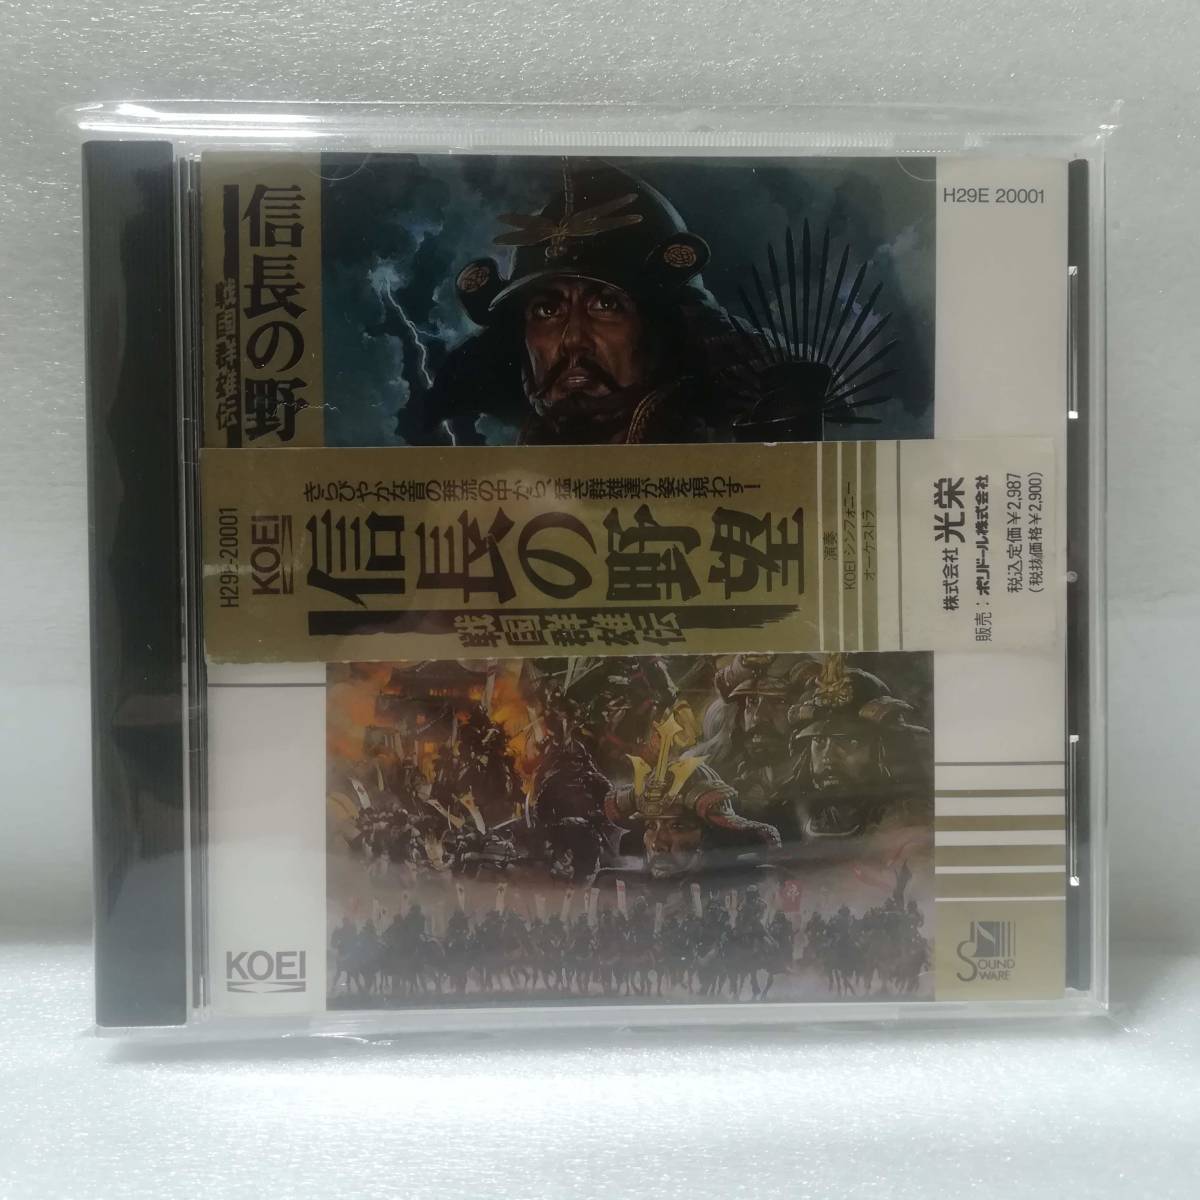 信長の野
戦国群雄伝
H29E 20001
きらびやかな音の奔流の中から、猛き群雄達が姿を現わす!
H29E-20001
KOEI
信長の野望
戦国群雄伝
演奏
KOEIシンフォニー
オーケストラ
株式会社 光栄
販売:ポリドール株式会社
税込定価¥2,987
(税抜価格¥2,900)
KOEI
SOUND
WARE